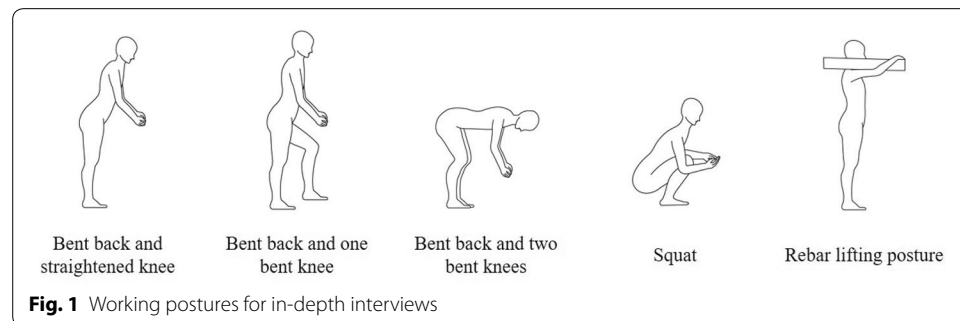 Bent back and
straightened knee
Bent back and one
bent knee
Bent back and two
bent knees
Squat
Rebar lifting posture
Fig. 1 Working postures for in-depth interviews